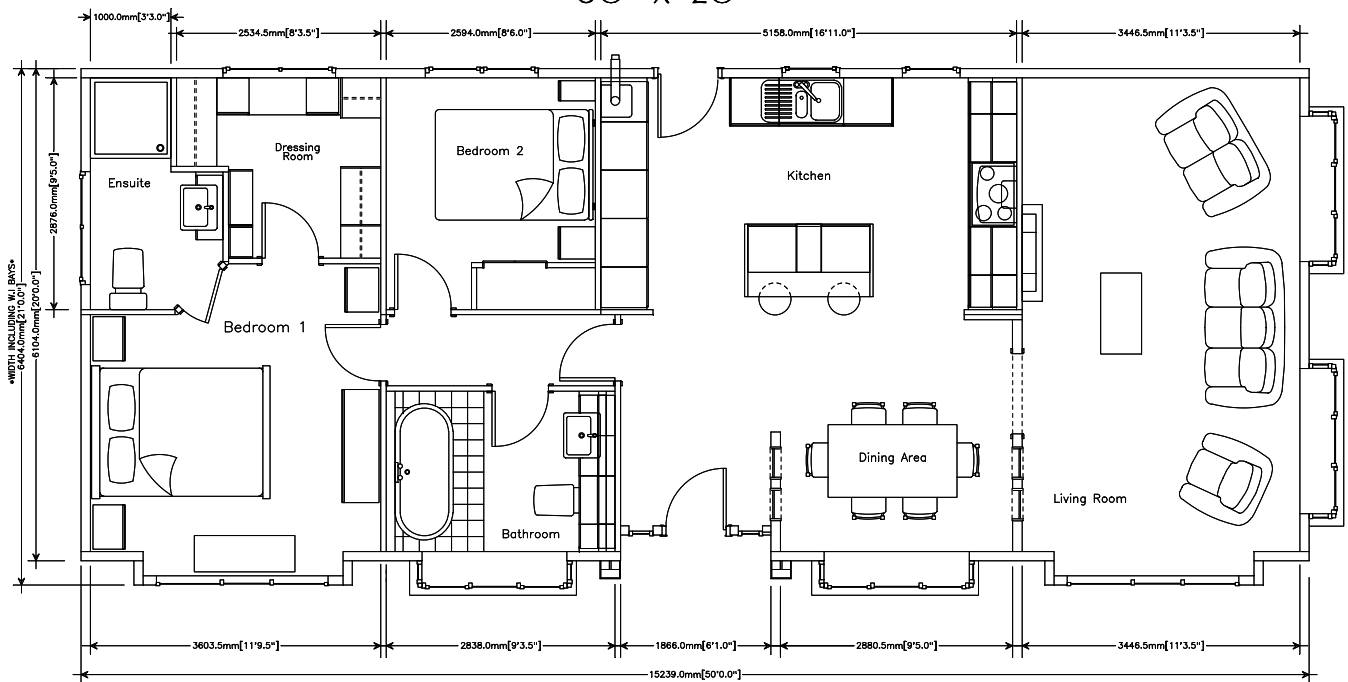 1000.0mm[3'3.0"]
2534.5mm[8'3.5"]
2594.0mm[8'6.0"]
5158.0mm[16'11.0"]
3446.5mm[11'3.5"]
Dressing
Room
Bedroom 2
Kitchen
Ensuite
2876.0mm[9'5.0"]
*WIDTH INCLUDING W.I BAYS*
6404.0mm[21'0.0"]
6104.0mm[20'0.0"]
Bedroom 1
Dining Area
Living Room
Bathroom
3603.5mm[11'9.5"]
2838.0mm[9'3.5"]
1866.0mm[6'1.0"]
2880.5mm[9'5.0"]
3446.5mm[11'3.5"]
15239.0mm[50'0.0"]